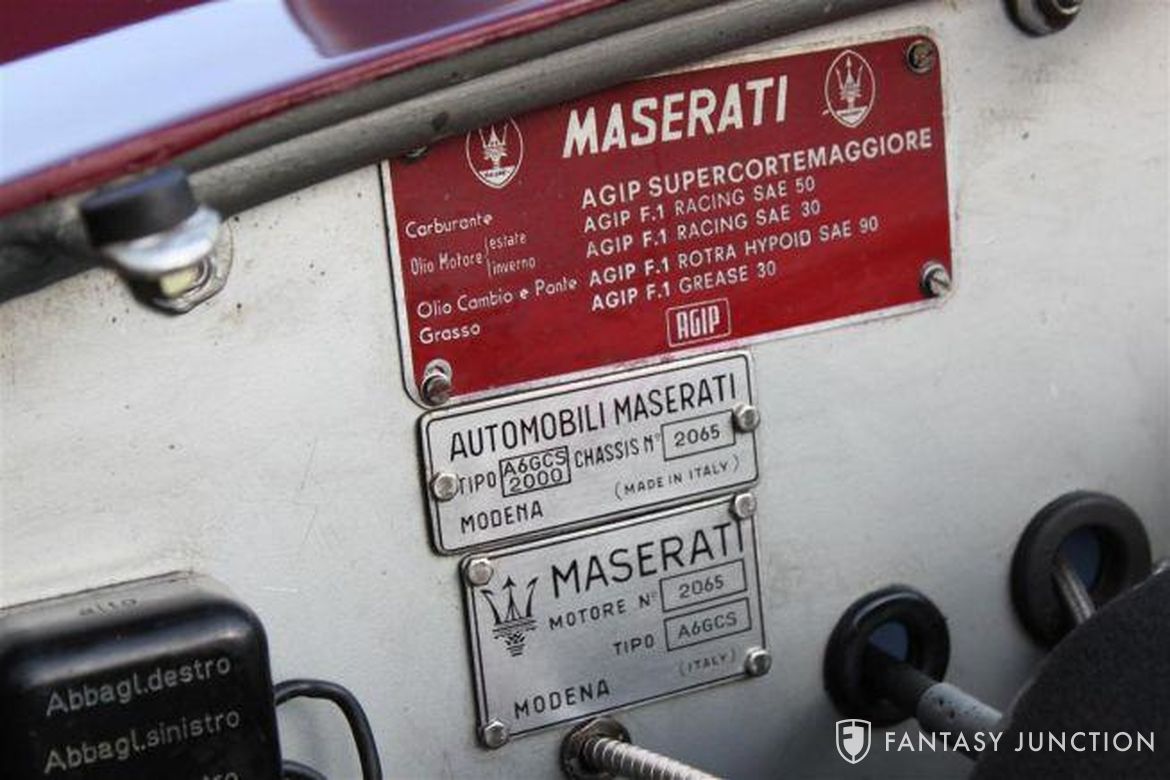 MASERATI
Carburante AGIP SUPERCORTEMAGGIORE
Olio Motore estate AGIP F.1 RACING SAE 50
inverno AGIP F.1 RACING SAE 30
Olio Cambio e Ponte AGIP F.1 ROTRA HYPOID SAE 90
Grasso AGIP F.1 GREASE 30
AGIP
AUTOMOBILI MASERATI
TIPO A6GCS 2000 CHASSIS N° 2065
MODENA (MADE IN ITALY)
MASERATI
MOTORE N° 2065
TIPO A6GCS
(ITALY)
MODENA
Abbagl.destro
Abbagl.sinistro
FANTASY JUNCTION